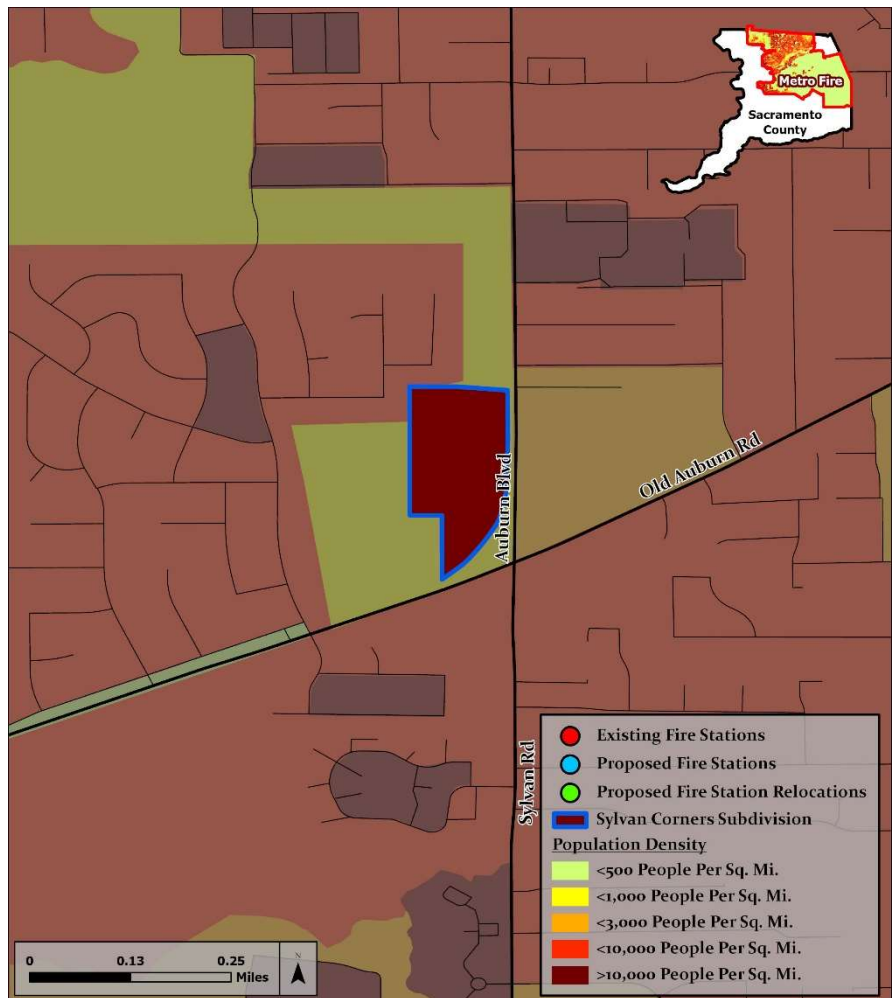 Metro Fire
Sacramento
County
Old Auburn Rd
Auburn Blvd
Sylvan Rd
Existing Fire Stations
Proposed Fire Stations
Proposed Fire Station Relocations
Sylvan Corners Subdivision
Population Density
<500 People Per Sq. Mi.
<1,000 People Per Sq. Mi.
<3,000 People Per Sq. Mi.
<10,000 People Per Sq. Mi.
>10,000 People Per Sq. Mi.
0 0.13 0.25
Miles
N